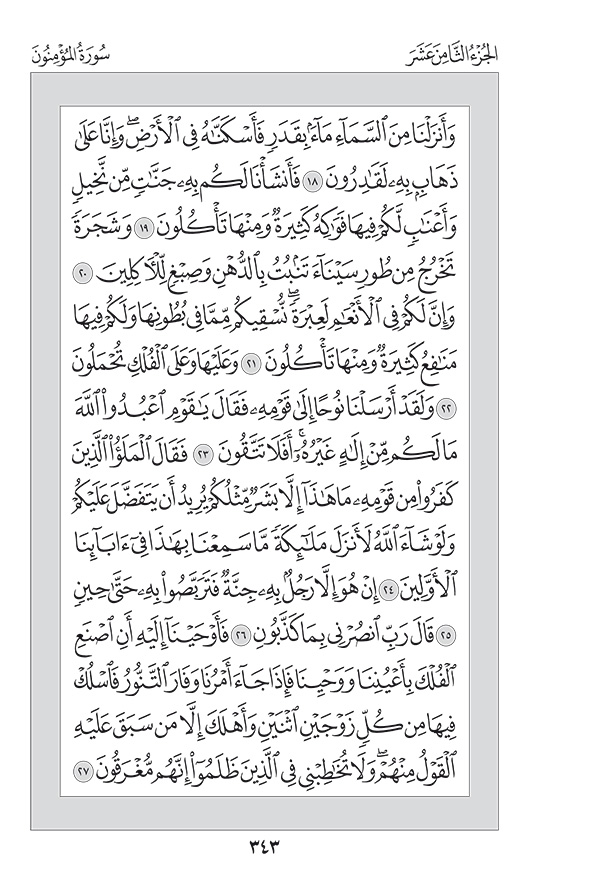 الجُزْءُ الثَّامِنَ عَشَرَ
سُورَةُ المُؤْمِنُونَ
وَأَنزَلْنَا مِنَ ٱلسَّمَآءِ مَآءًۢ بِقَدَرٍ فَأَسْكَنَّٰهُ فِى ٱلْأَرْضِۖ وَإِنَّا عَلَىٰ
ذَهَابٍۭ بِهِۦ لَقَٰدِرُونَ ١٨ فَأَنشَأْنَا لَكُم بِهِۦ جَنَّٰتٍ مِّن نَّخِيلٍ
وَأَعْنَٰبٍ لَّكُمْ فِيهَا فَوَٰكِهُ كَثِيرَةٌ وَمِنْهَا تَأْكُلُونَ ١٩ وَشَجَرَةً
تَخْرُجُ مِن طُورِ سَيْنَآءَ تَنۢبُتُ بِٱلدُّهْنِ وَصِبْغٍ لِّلْءَاكِلِينَ ٢٠
وَإِنَّ لَكُمْ فِى ٱلْأَنْعَٰمِ لَعِبْرَةًۖ نُّسْقِيكُم مِّمَّا فِى بُطُونِهَا وَلَكُمْ فِيهَا
مَنَٰفِعُ كَثِيرَةٌ وَمِنْهَا تَأْكُلُونَ ٢١ وَعَلَيْهَا وَعَلَى ٱلْفُلْكِ تُحْمَلُونَ
٢٢ وَلَقَدْ أَرْسَلْنَا نُوحًا إِلَىٰ قَوْمِهِۦ فَقَالَ يَٰقَوْمِ ٱعْبُدُوا۟ ٱللَّهَ
مَا لَكُم مِّنْ إِلَٰهٍ غَيْرُهُۥٓۚ أَفَلَا تَتَّقُونَ ٢٣ فَقَالَ ٱلْمَلَؤُا۟ ٱلَّذِينَ
كَفَرُوا۟ مِن قَوْمِهِۦ مَا هَٰذَآ إِلَّا بَشَرٌ مِّثْلُكُمْ يُرِيدُ أَن يَتَفَضَّلَ عَلَيْكُمْ
وَلَوْ شَآءَ ٱللَّهُ لَأَنزَلَ مَلَٰٓئِكَةً مَّا سَمِعْنَا بِهَٰذَا فِىٓ ءَابَآئِنَا
ٱلْأَوَّلِينَ ٢٤ إِنْ هُوَ إِلَّا رَجُلٌۢ بِهِۦ جِنَّةٌ فَتَرَبَّصُوا۟ بِهِۦ حَتَّىٰ حِينٍ
٢٥ قَالَ رَبِّ ٱنصُرْنِى بِمَا كَذَّبُونِ ٢٦ فَأَوْحَيْنَآ إِلَيْهِ أَنِ ٱصْنَعِ
ٱلْفُلْكَ بِأَعْيُنِنَا وَوَحْيِنَا فَإِذَا جَآءَ أَمْرُنَا وَفَارَ ٱلتَّنُّورُ فَٱسْلُكْ
فِيهَا مِن كُلٍّ زَوْجَيْنِ ٱثْنَيْنِ وَأَهْلَكَ إِلَّا مَن سَبَقَ عَلَيْهِ
ٱلْقَوْلُ مِنْهُمْۖ وَلَا تُخَٰطِبْنِى فِى ٱلَّذِينَ ظَلَمُوٓا۟ إِنَّهُم مُّغْرَقُونَ ٢٧
٣٤٣